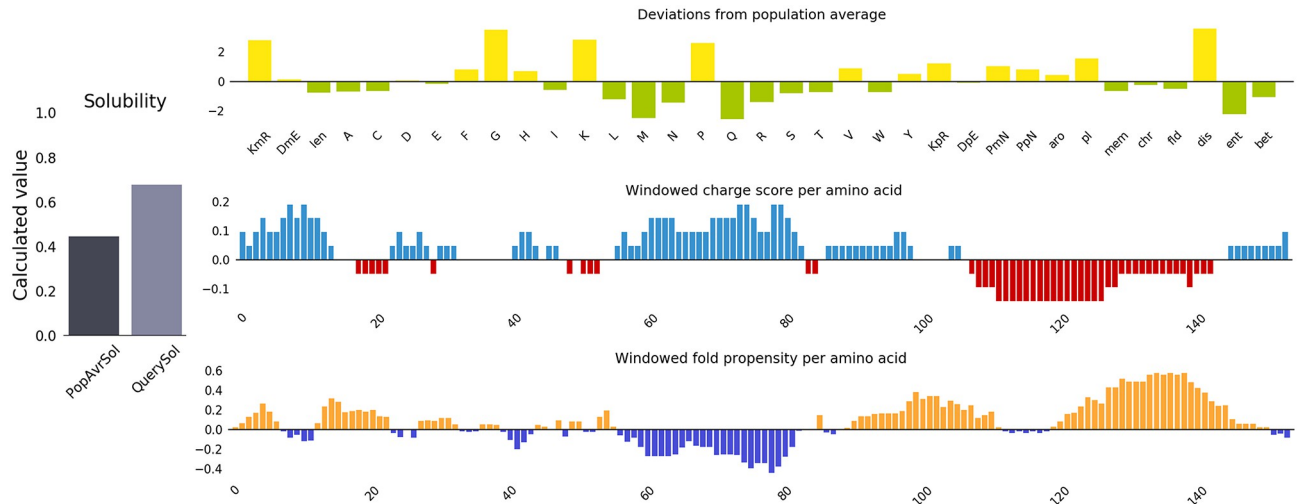 Solubility
Calculated value
1.0
0.8
0.6
0.4
0.2
0.0
PopAvrSol QuerySol
Deviations from population average
2
0
−2
KmR DmE len A C D E F G H I K L M N P Q R S T V W Y KpR DpE PmN PpN aro pI mem chr fld dis ent bet
Windowed charge score per amino acid
0.2
0.1
0.0
−0.1
0 20 40 60 80 100 120 140
Windowed fold propensity per amino acid
0.6
0.4
0.2
0.0
−0.2
−0.4
0 20 40 60 80 100 120 140